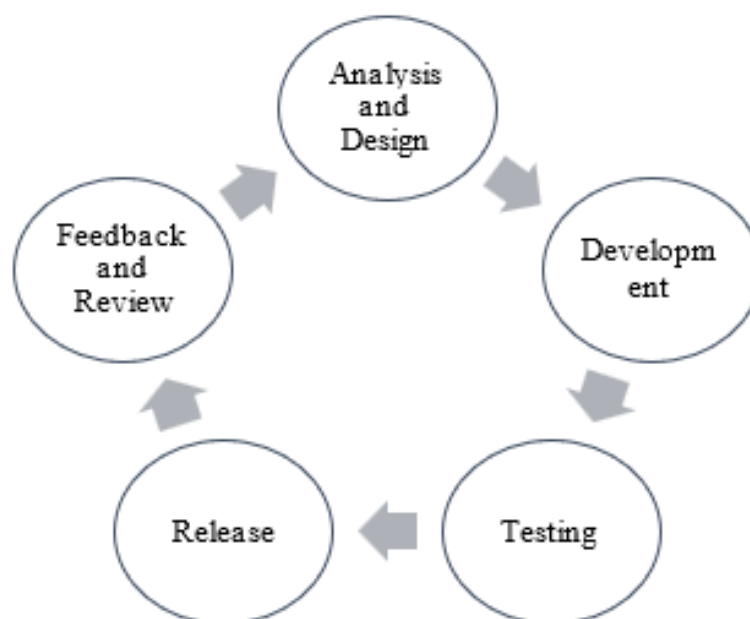 Analysis
and
Design
Developm
ent
Testing
Release
Feedback
and
Review